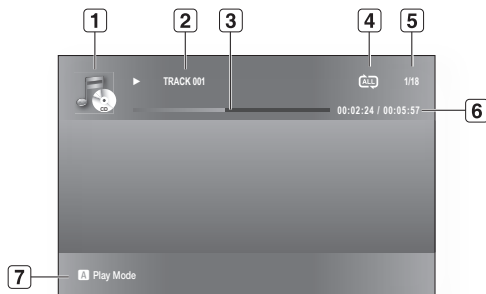 1 2 3 4 5
TRACK 001 ALL 1/18
CD
00:02:24 / 00:05:57 6
7 A Play Mode